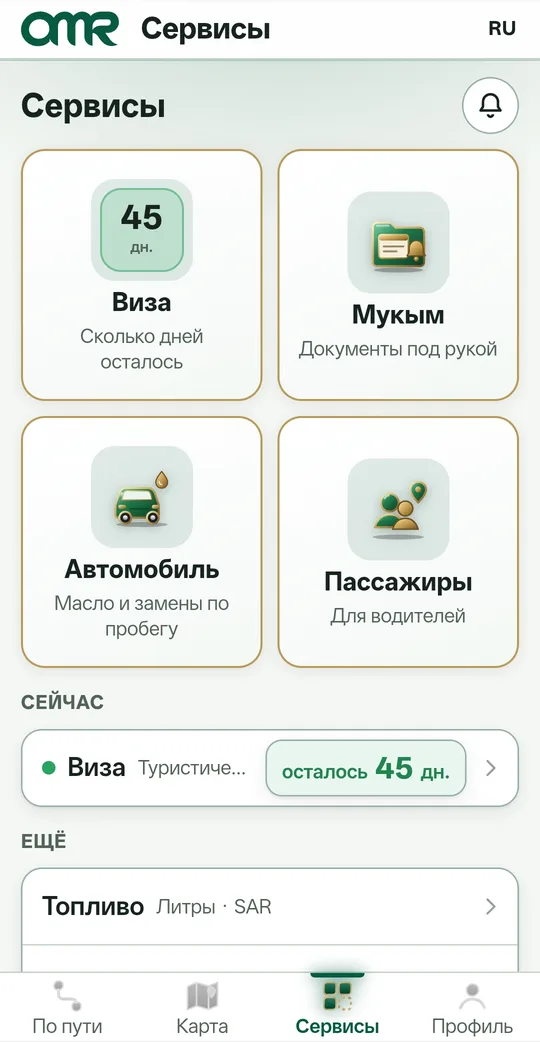 OMR Сервисы RU
Сервисы
45
дн.
Виза
Сколько дней
осталось
Мукым
Документы под рукой
Автомобиль
Масло и замены по
пробегу
Пассажиры
Для водителей
СЕЙЧАС
Виза Туристиче... осталось 45 дн.
ЕЩЁ
Топливо Литры · SAR
По пути Карта Сервисы Профиль